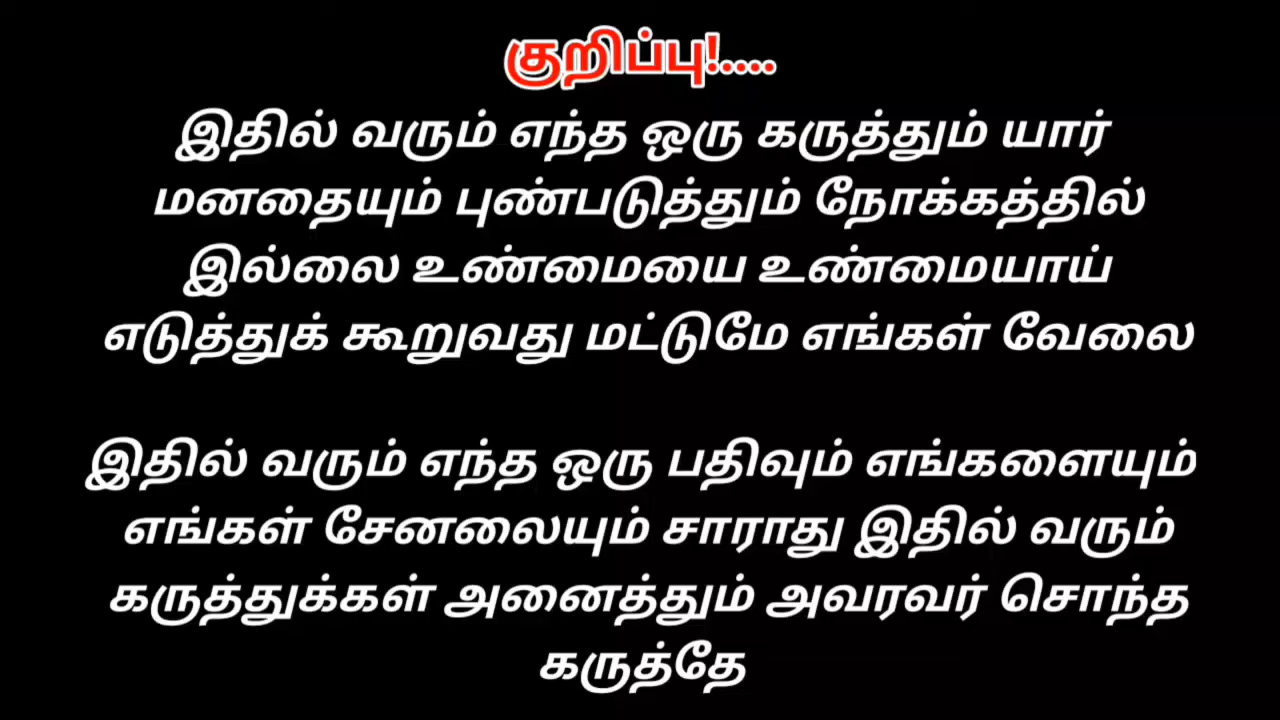 குறிப்பு!....
இதில் வரும் எந்த ஒரு கருத்தும் யார்
மனதையும் புண்படுத்தும் நோக்கத்தில்
இல்லை உண்மையை உண்மையாய்
எடுத்துக் கூறுவது மட்டுமே எங்கள் வேலை
இதில் வரும் எந்த ஒரு பதிவும் எங்களையும்
எங்கள் சேனலையும் சாராது இதில் வரும்
கருத்துக்கள் அனைத்தும் அவரவர் சொந்த
கருத்தே